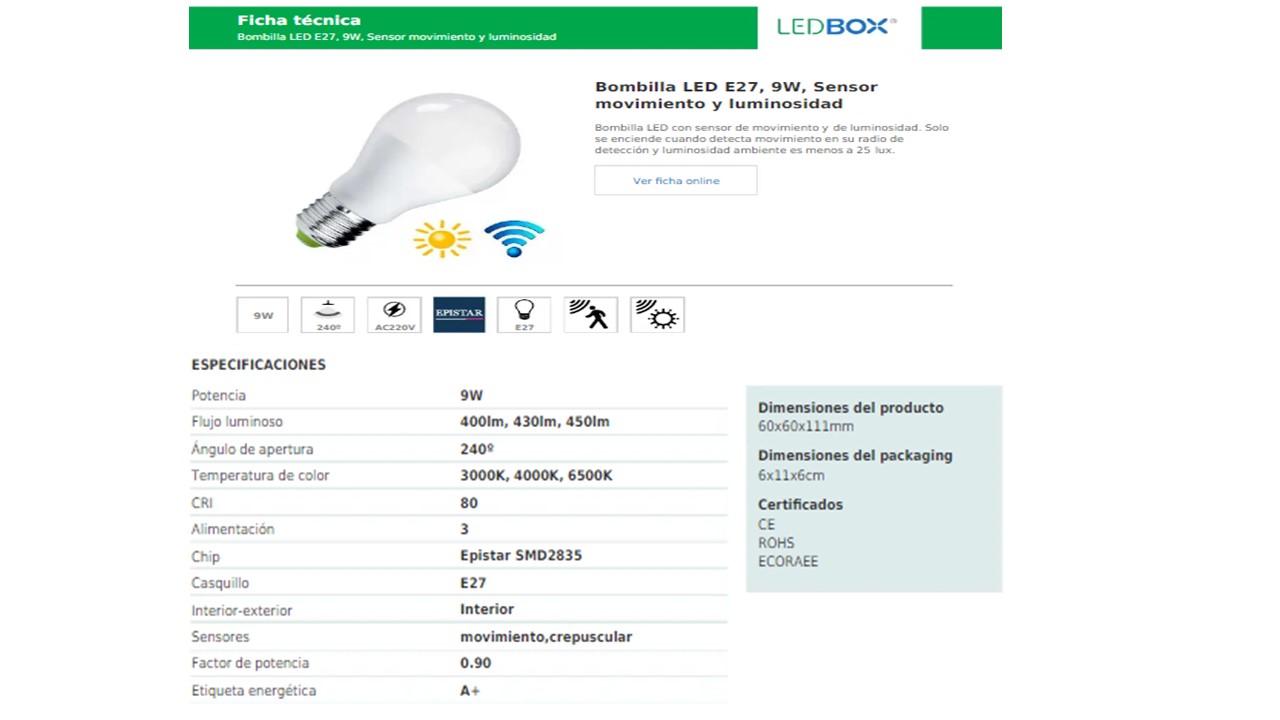 Ficha técnica
Bombilla LED E27, 9W, Sensor movimiento y luminosidad
LEDBOX®
Bombilla LED E27, 9W, Sensor
movimiento y luminosidad
Bombilla LED con sensor de movimiento y de luminosidad. Solo
se enciende cuando detecta movimiento en su radio de
detección y luminosidad ambiente es menos a 25 lux.
Ver ficha online
9W
240º
AC220V
EPISTAR
E27
ESPECIFICACIONES
Potencia 9W
Flujo luminoso 400lm, 430lm, 450lm
Ángulo de apertura 240º
Temperatura de color 3000K, 4000K, 6500K
CRI 80
Alimentación 3
Chip Epistar SMD2835
Casquillo E27
Interior-exterior Interior
Sensores movimiento,crepuscular
Factor de potencia 0.90
Etiqueta energética A+
Dimensiones del producto
60x60x111mm
Dimensiones del packaging
6x11x6cm
Certificados
CE
ROHS
ECORAEE